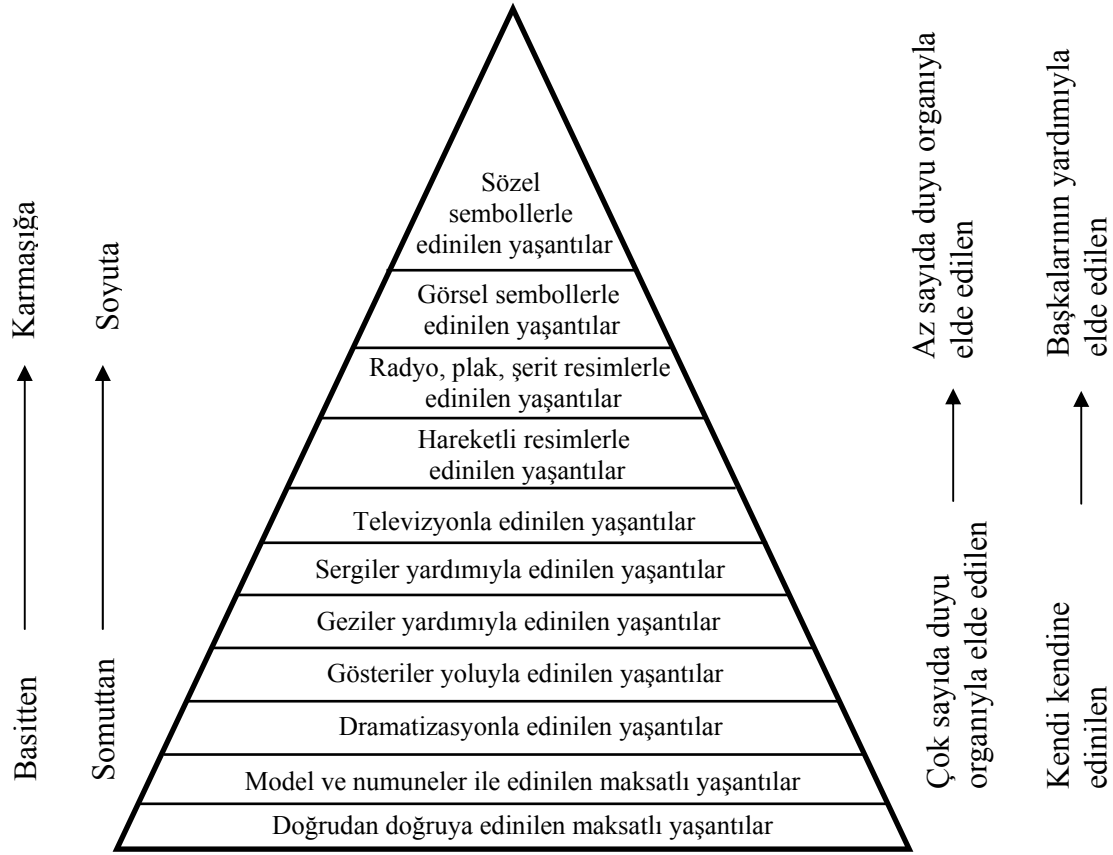 Sözel
sembollerle
edinilen yaşantılar
Görsel sembollerle
edinilen yaşantılar
Radyo, plak, şerit resimlerle
edinilen yaşantılar
Hareketli resimlerle
edinilen yaşantılar
Televizyonla edinilen yaşantılar
Sergiler yardımıyla edinilen yaşantılar
Geziler yardımıyla edinilen yaşantılar
Gösteriler yoluyla edinilen yaşantılar
Dramatizasyonla edinilen yaşantılar
Model ve numuneler ile edinilen maksatlı yaşantılar
Doğrudan doğruya edinilen maksatlı yaşantılar
Basitten
Karmaşığa
Somuttan
Soyuta
Çok sayıda duyu
organıyla elde edilen
Az sayıda duyu organıyla
elde edilen
Kendi kendine
edinilen
Başkalarının yardımıyla
elde edilen